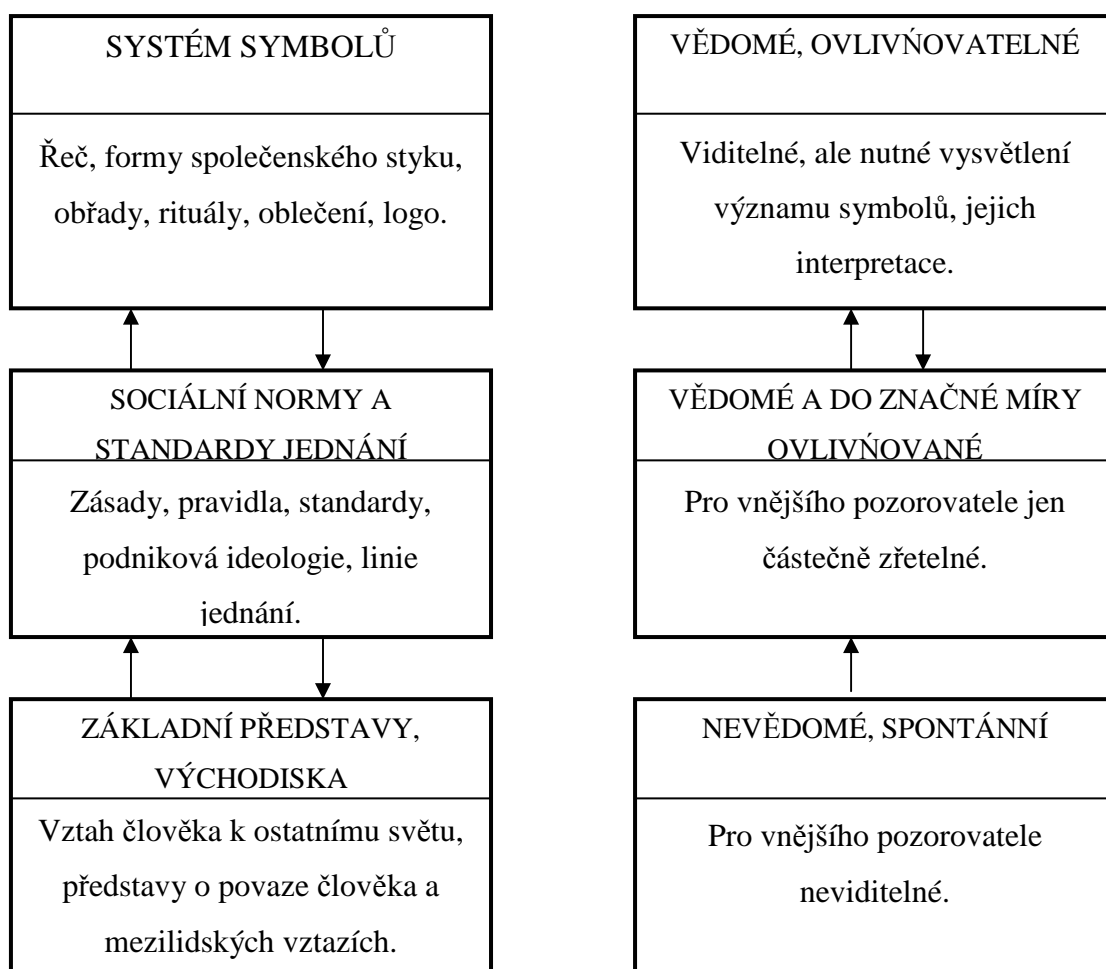 SYSTÉM SYMBOLŮ
Řeč, formy společenského styku,
obřady, rituály, oblečení, logo.
VĚDOMÉ, OVLIVŃOVATELNÉ
Viditelné, ale nutné vysvětlení
významu symbolů, jejich
interpretace.
SOCIÁLNÍ NORMY A
STANDARDY JEDNÁNÍ
Zásady, pravidla, standardy,
podniková ideologie, linie
jednání.
VĚDOMÉ A DO ZNAČNÉ MÍRY
OVLIVŃOVANÉ
Pro vnějšího pozorovatele jen
částečně zřetelné.
ZÁKLADNÍ PŘEDSTAVY,
VÝCHODISKA
Vztah člověka k ostatnímu světu,
představy o povaze člověka a
mezilidských vztazích.
NEVĚDOMÉ, SPONTÁNNÍ
Pro vnějšího pozorovatele
neviditelné.